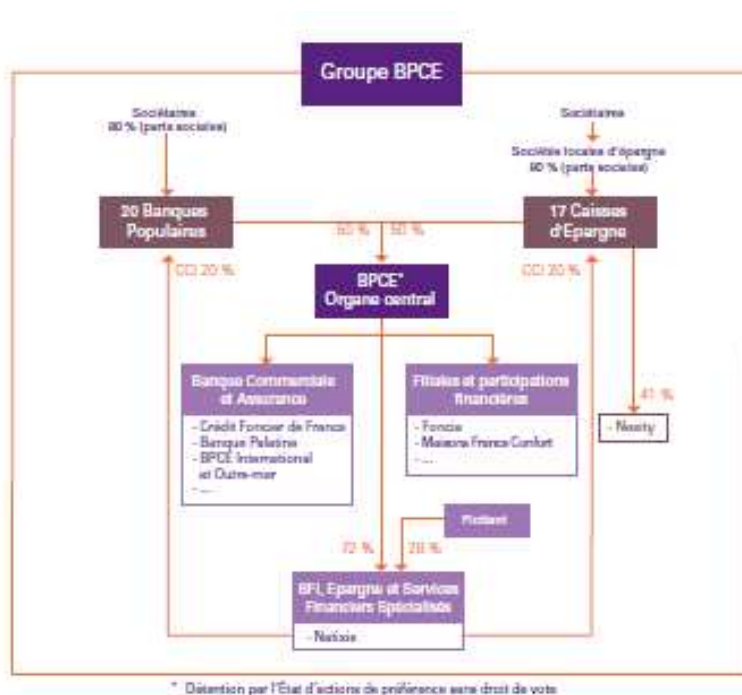 Groupe BPCE
Sociétaires
80 % (parts sociales)
Sociétaires
Sociétés locales d'épargne
80 % (parts sociales)
20 Banques
Populaires
17 Caisses
d'Epargne
50 % 50 %
CCI 20 %
CCI 20 %
BPCE*
Organe central
Banque Commerciale
et Assurance
- Crédit Foncier de France
- Banque Palatine
- BPCE International
et Outre-mer
- ....
Filiales et participations
financières
- Foncia
- Maisons France Confort
- ....
41 %
- Nexity
Flottant
72 % 28 %
BFI, Epargne et Services
Financiers Spécialisés
- Natixis
* Détention par l'État d'actions de préférence sans droit de vote